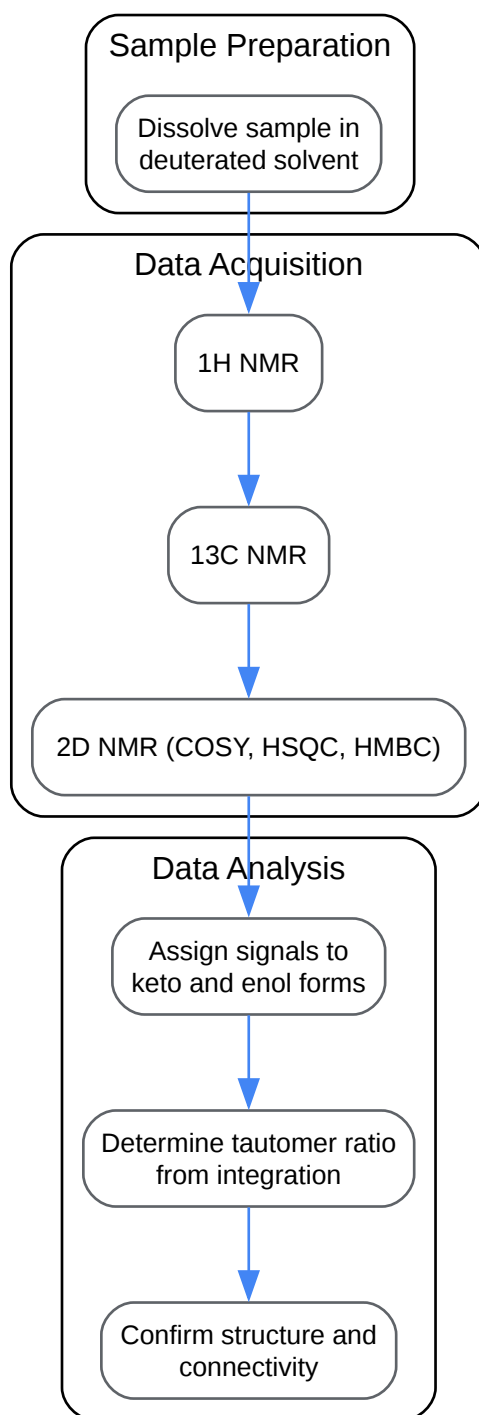 Sample Preparation
Dissolve sample in
deuterated solvent
Data Acquisition
1H NMR
13C NMR
2D NMR (COSY, HSQC, HMBC)
Data Analysis
Assign signals to
keto and enol forms
Determine tautomer ratio
from integration
Confirm structure and
connectivity